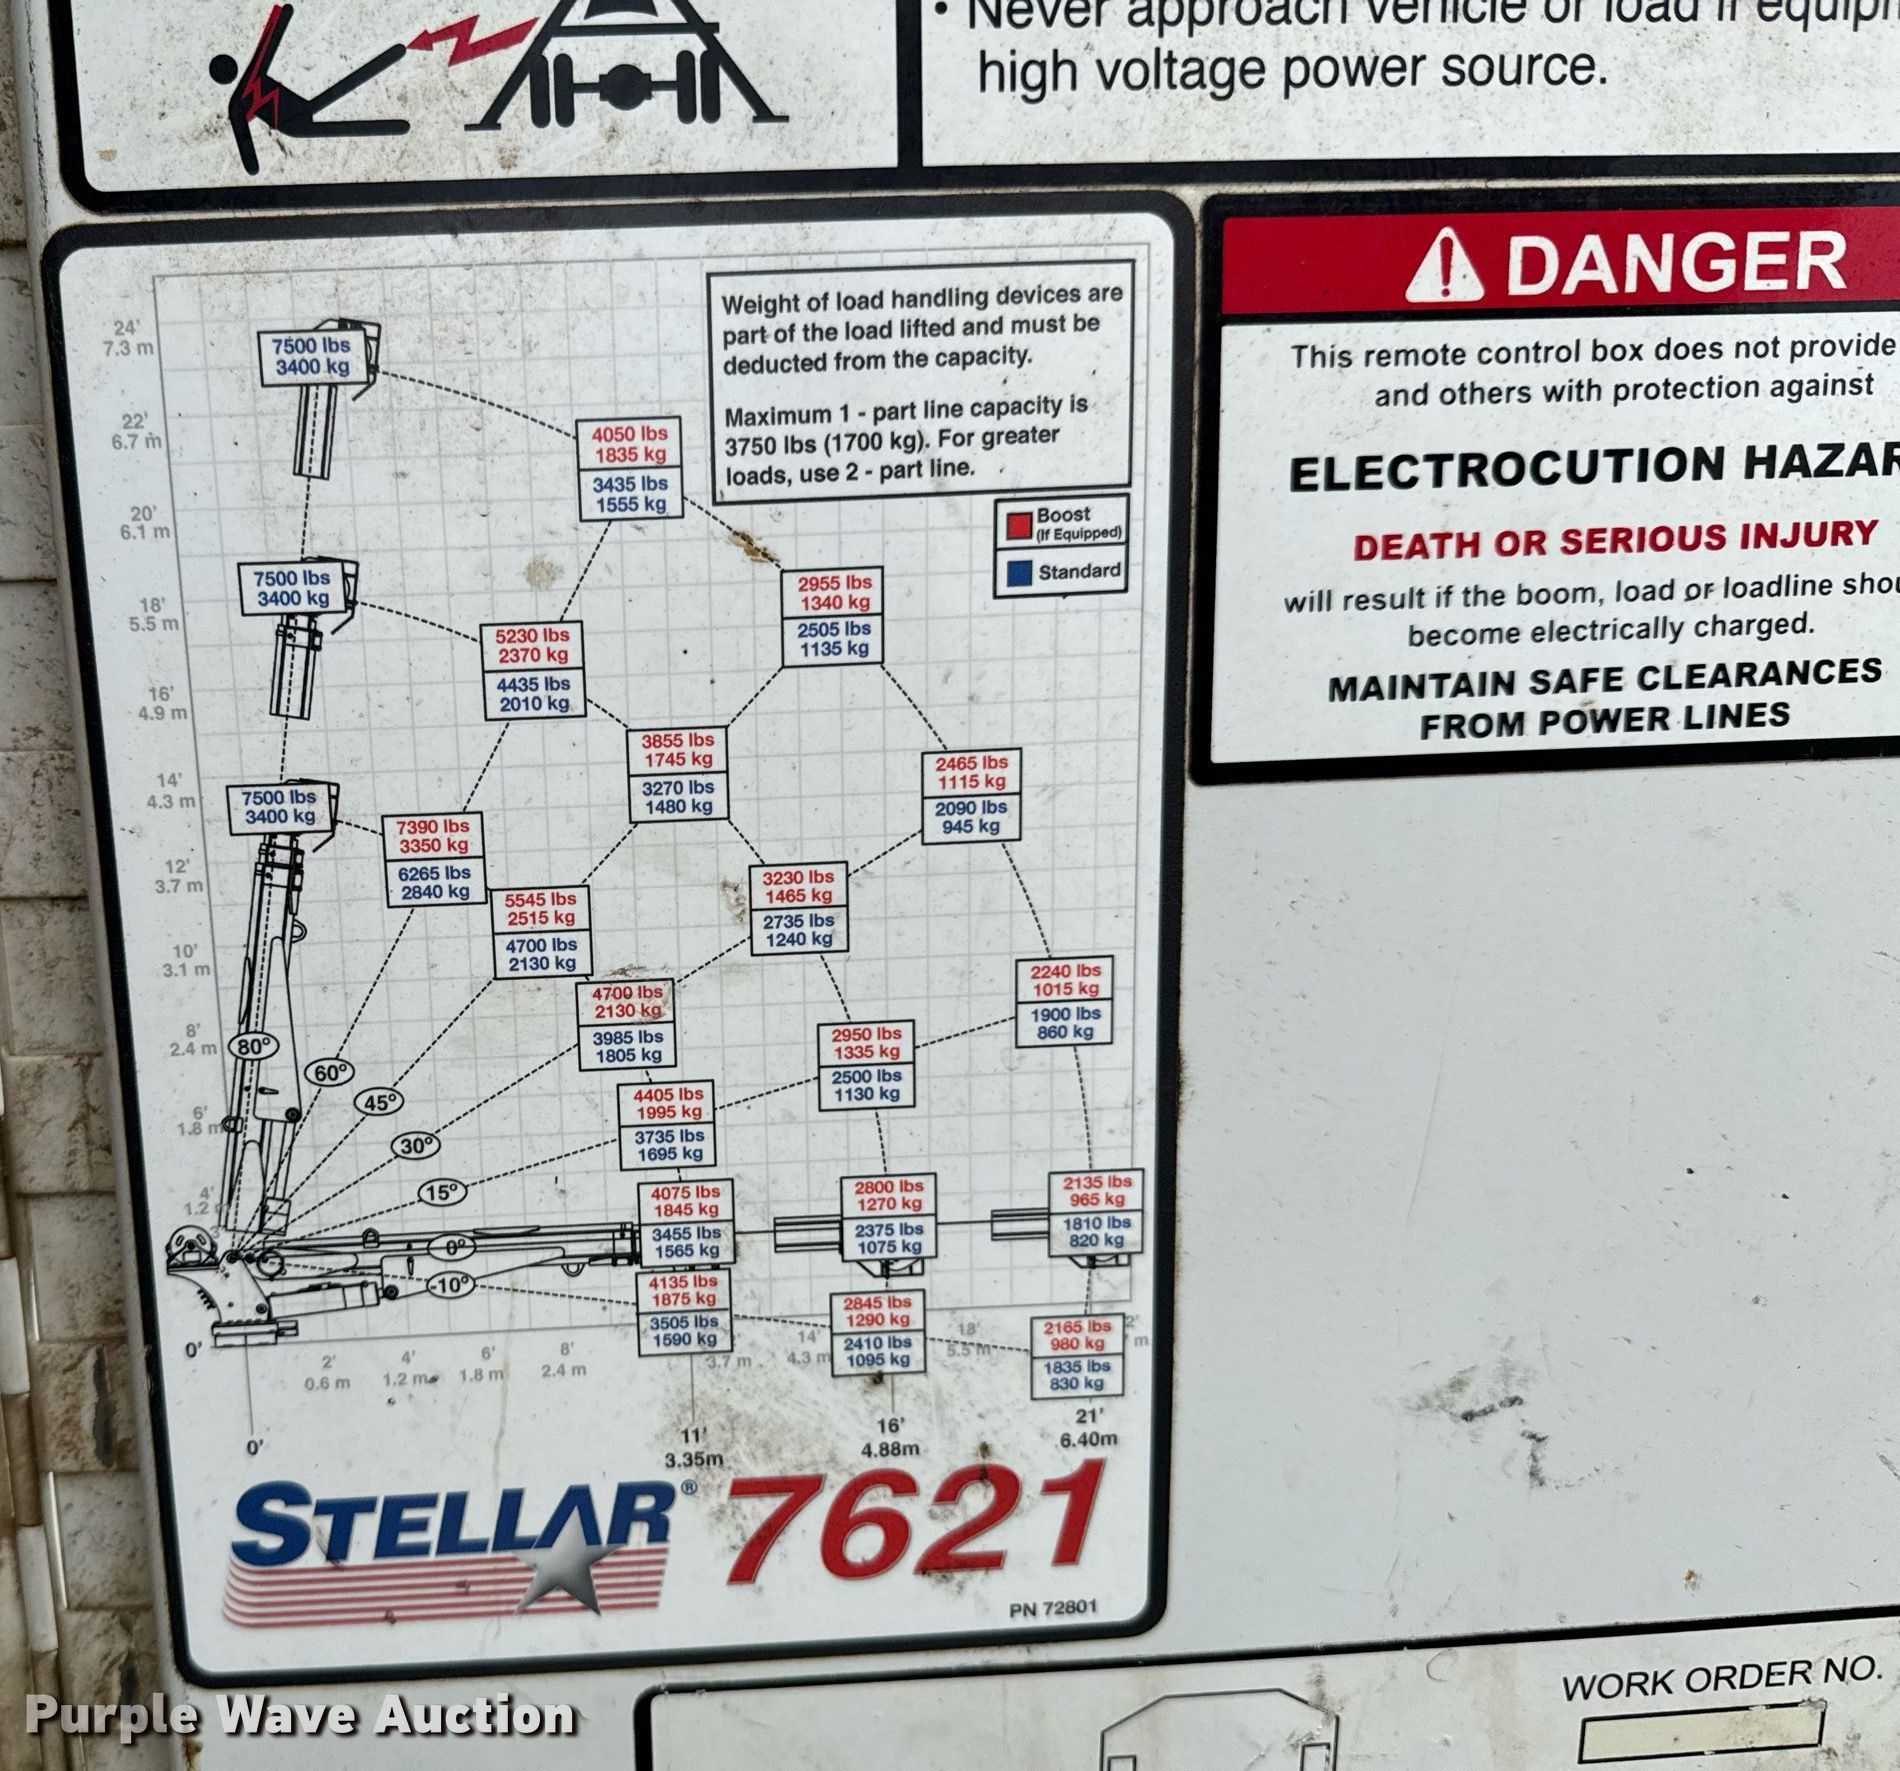 • Never approach vehicle or load if equipm
high voltage power source.
24'
7.3 m
22'
6.7 m
20'
6.1 m
18'
5.5 m
16'
4.9 m
14'
4.3 m
12'
3.7 m
10'
3.1 m
8'
2.4 m
6'
1.8 m
4'
1.2
0'
7500 lbs
3400 kg
7500 lbs
3400 kg
7500 lbs
3400 kg
Weight of load handling devices are
part of the load lifted and must be
deducted from the capacity.
Maximum 1 - part line capacity is
3750 lbs (1700 kg). For greater
loads, use 2 - part line.
Boost
(If Equipped)
Standard
4050 lbs
1835 kg
3435 lbs
1555 kg
2955 lbs
1340 kg
2505 lbs
1135 kg
5230 lbs
2370 kg
4435 lbs
2010 kg
3855 lbs
1745 kg
3270 lbs
1480 kg
2465 lbs
1115 kg
2090 lbs
945 kg
7390 lbs
3350 kg
6265 lbs
2840 kg
5545 lbs
2515 kg
4700 lbs
2130 kg
3230 lbs
1465 kg
2735 lbs
1240 kg
4700 lbs
2130 kg
3985 lbs
1805 kg
2240 lbs
1015 kg
1900 lbs
860 kg
2950 lbs
1335 kg
2500 lbs
1130 kg
4405 lbs
1995 kg
3735 lbs
1695 kg
4075 lbs
1845 kg
3455 lbs
1565 kg
2800 lbs
1270 kg
2375 lbs
1075 kg
2135 lbs
965 kg
1810 lbs
820 kg
4135 lbs
1875 kg
3505 lbs
1590 kg
2845 lbs
1290 kg
2410 lbs
1095 kg
2165 lbs
980 kg
1835 lbs
830 kg
80°
60°
45°
30°
15°
0°
-10°
2'
0.6 m
4'
1.2 m
6'
1.8 m
8'
2.4 m
3.7 m
14'
4.3 m
18'
5.5 m
2'
m
0'
11'
3.35m
16'
4.88m
21'
6.40m
STELLAR® 7621
PN 72801
DANGER
This remote control box does not provide
and others with protection against
ELECTROCUTION HAZAR
DEATH OR SERIOUS INJURY
will result if the boom, load or loadline shou
become electrically charged.
MAINTAIN SAFE CLEARANCES
FROM POWER LINES
WORK ORDER NO.
Purple Wave Auction